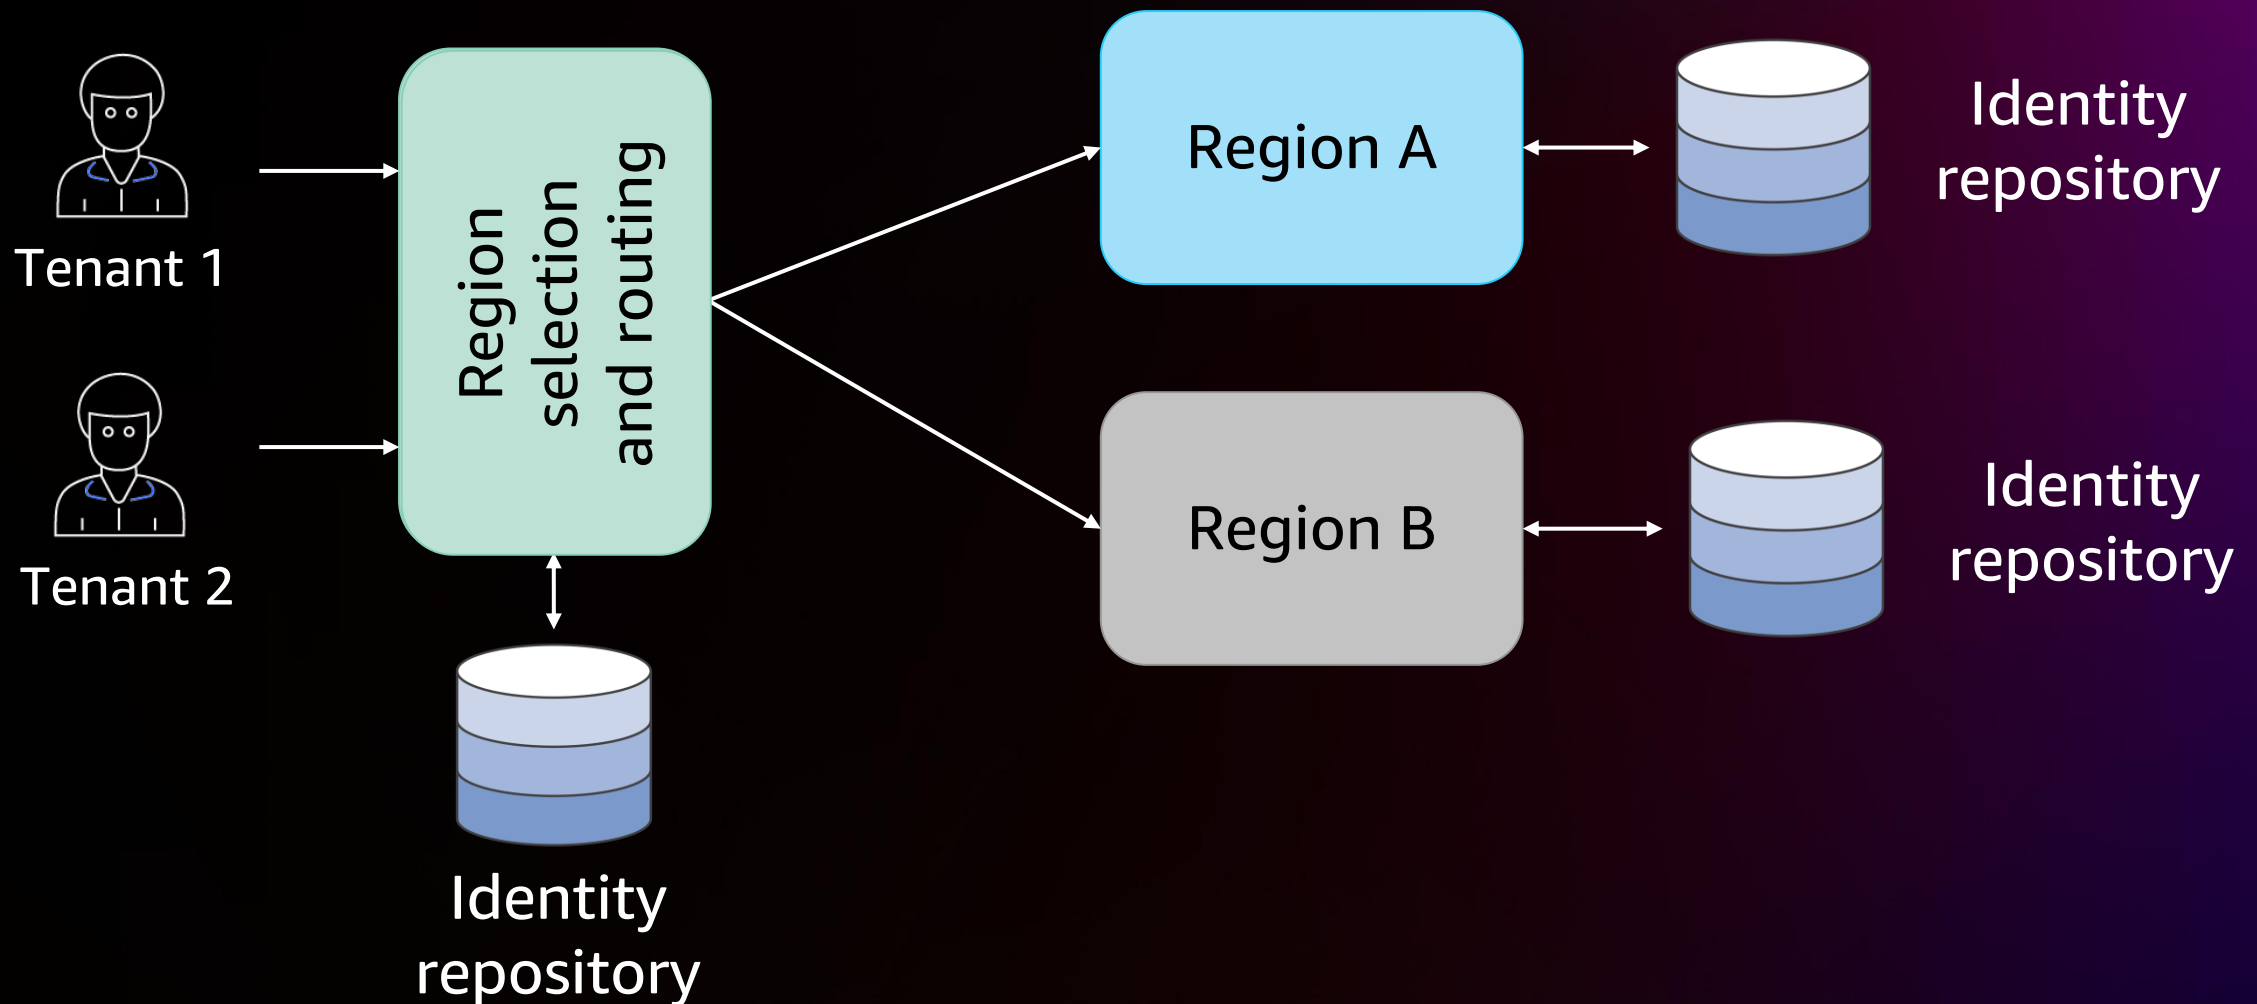 Tenant 1
Tenant 2
Region
selection
and routing
Identity
repository
Region A
Identity
repository
Region B
Identity
repository